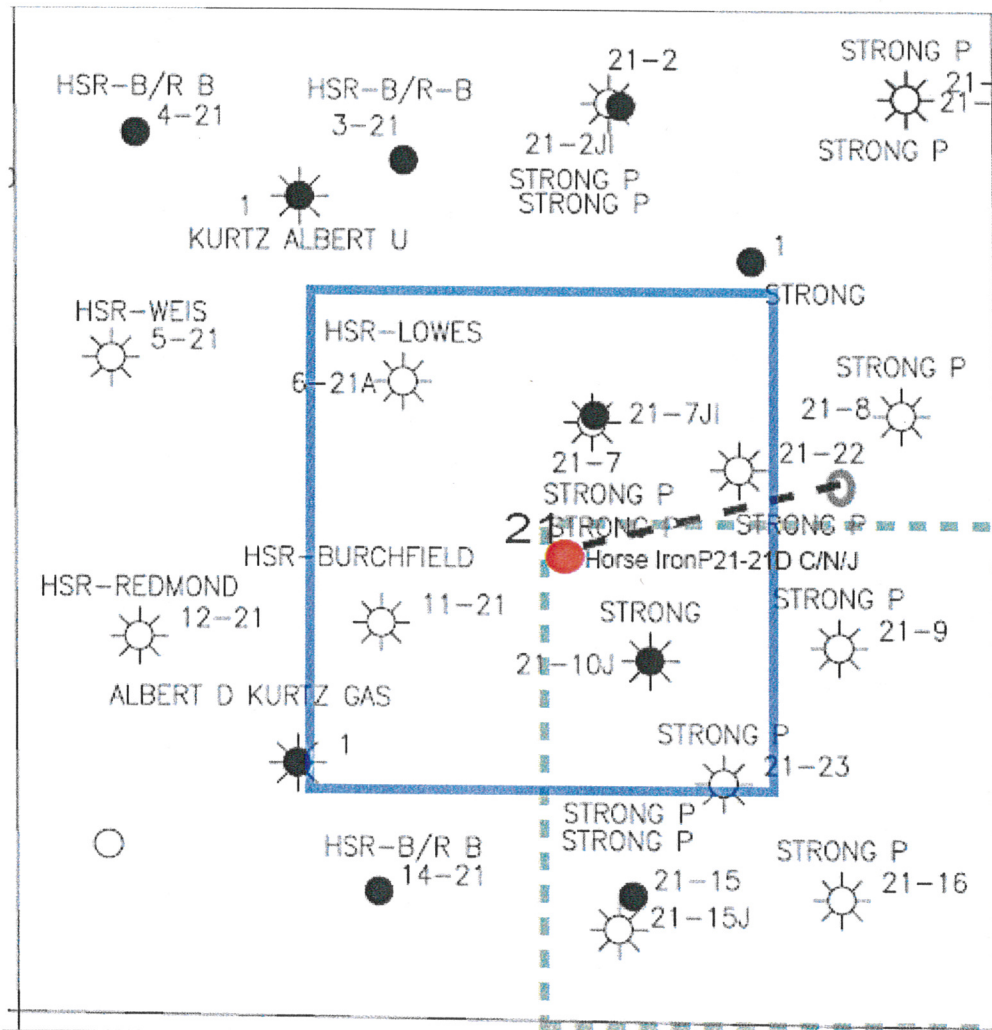 21-2
STRONG P
HSR-B/R B
4-21
HSR-B/R-B
3-21
21-
21-
21-2JI
STRONG P
STRONG P
STRONG P
1
KURTZ ALBERT U
1
STRONG
HSR-WEIS
5-21
HSR-LOWES
6-21A
STRONG P
21-8
21-7JI
21-7
21-22
STRONG P
STRONG P
STRONG P
21
Horse IronP21-21D C/N/J
HSR-BURCHFIELD
11-21
HSR-REDMOND
12-21
STRONG
21-10J
STRONG P
21-9
ALBERT D KURTZ GAS
1
STRONG P
21-23
STRONG P
STRONG P
HSR-B/R B
14-21
21-15
21-15J
STRONG P
21-16